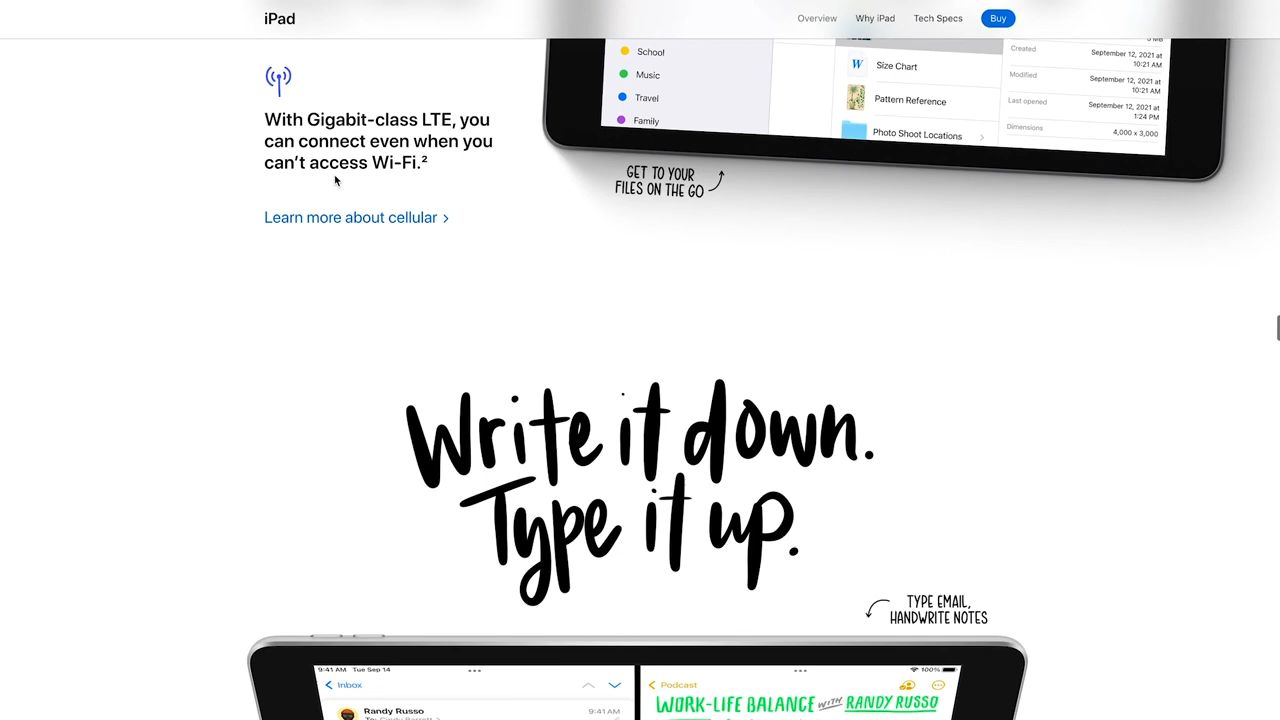 iPad
Overview Why iPad Tech Specs Buy
School
Music
Travel
Family
Size Chart
Pattern Reference
Photo Shoot Locations
Created
September 12, 2021 at
10:21 AM
Modified
September 12, 2021 at
10:21 AM
Last opened
September 12, 2021 at
1:24 PM
Dimensions
4,000 x 3,000
With Gigabit-class LTE, you
can connect even when you
can't access Wi-Fi.²
Learn more about cellular
GET TO YOUR
FILES ON THE GO
Write it down.
Type it up.
TYPE EMAIL,
HANDWRITE NOTES
9:41 AM Tue Sep 14
100%
Inbox
Podcast
Randy Russo
9:41 AM
WORK-LIFE BALANCE WITH RANDY RUSSO